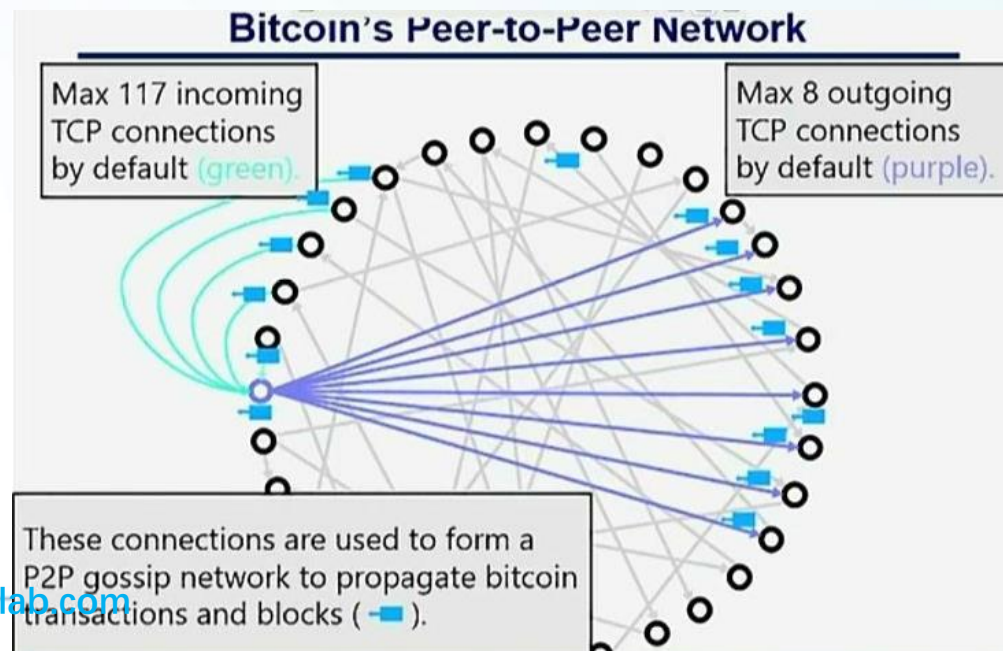 Bitcoin's Peer-to-Peer Network
Max 117 incoming
TCP connections
by default (green).
Max 8 outgoing
TCP connections
by default (purple).
These connections are used to form a
P2P gossip network to propagate bitcoin
transactions and blocks ( ).
lab.com